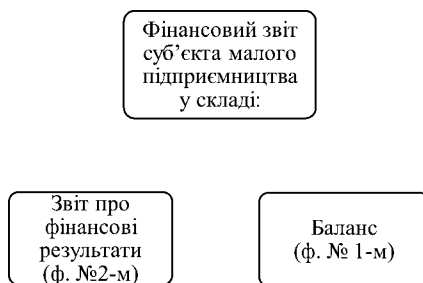 Фінансовий звіт
суб’єкта малого
підприємництва
у складі:
Звіт про
фінансові
результати
(ф. №2-м)
Баланс
(ф. № 1-м)